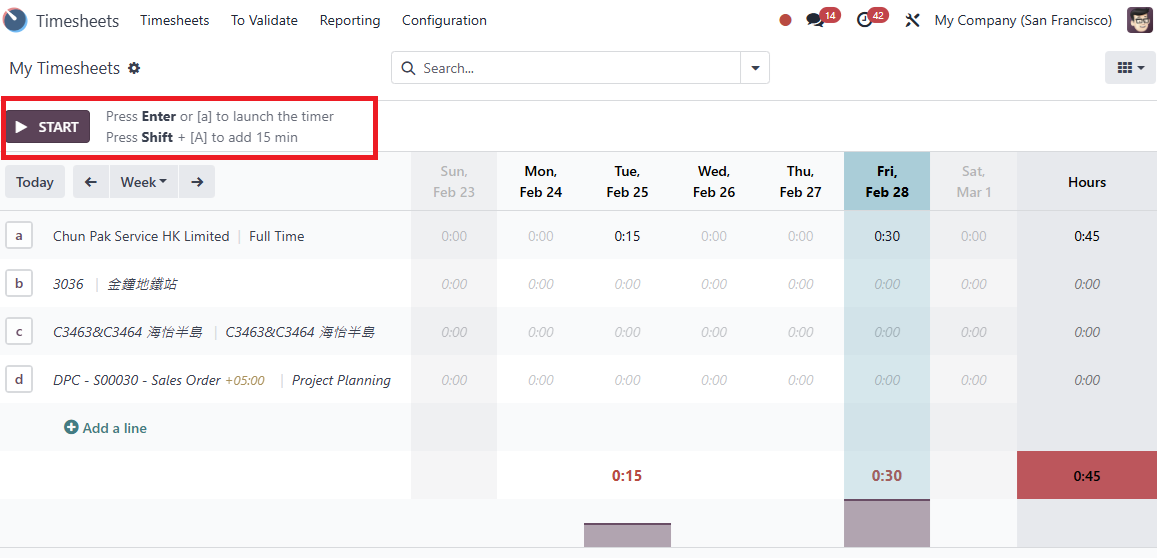 Timesheets Timesheets To Validate Reporting Configuration 14 42 My Company (San Francisco)
My Timesheets Search...
START Press Enter or [a] to launch the timer
Press Shift + [A] to add 15 min
Today Week Sun, Feb 23 Mon, Feb 24 Tue, Feb 25 Wed, Feb 26 Thu, Feb 27 Fri, Feb 28 Sat, Mar 1 Hours
a Chun Pak Service HK Limited | Full Time 0:00 0:00 0:15 0:00 0:00 0:30 0:00 0:45
b 3036 | 金鐘地鐵站 0:00 0:00 0:00 0:00 0:00 0:00 0:00 0:00
c C3463&C3464 海怡半島 | C3463&C3464 海怡半島 0:00 0:00 0:00 0:00 0:00 0:00 0:00 0:00
d DPC - S00030 - Sales Order +05:00 | Project Planning 0:00 0:00 0:00 0:00 0:00 0:00 0:00 0:00
Add a line
0:15 0:30 0:45